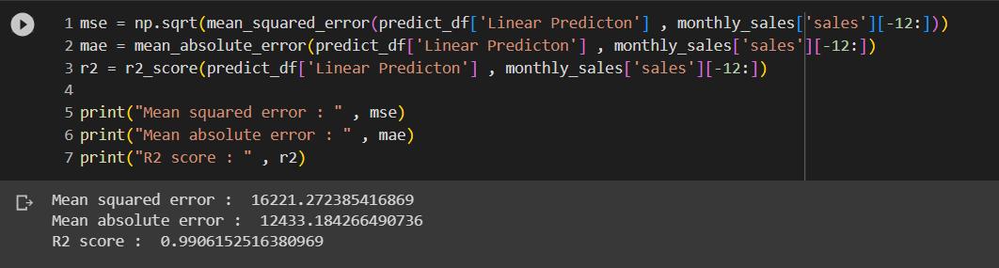 1 mse = np.sqrt(mean_squared_error(predict_df['Linear Predicton'] , monthly_sales['sales'][-12:]))
2 mae = mean_absolute_error(predict_df['Linear Predicton'] , monthly_sales['sales'][-12:])
3 r2 = r2_score(predict_df['Linear Predicton'] , monthly_sales['sales'][-12:])
4
5 print("Mean squared error : " , mse)
6 print("Mean absolute error : " , mae)
7 print("R2 score : " , r2)
Mean squared error :  16221.272385416869
Mean absolute error :  12433.184266490736
R2 score :  0.9906152516380969